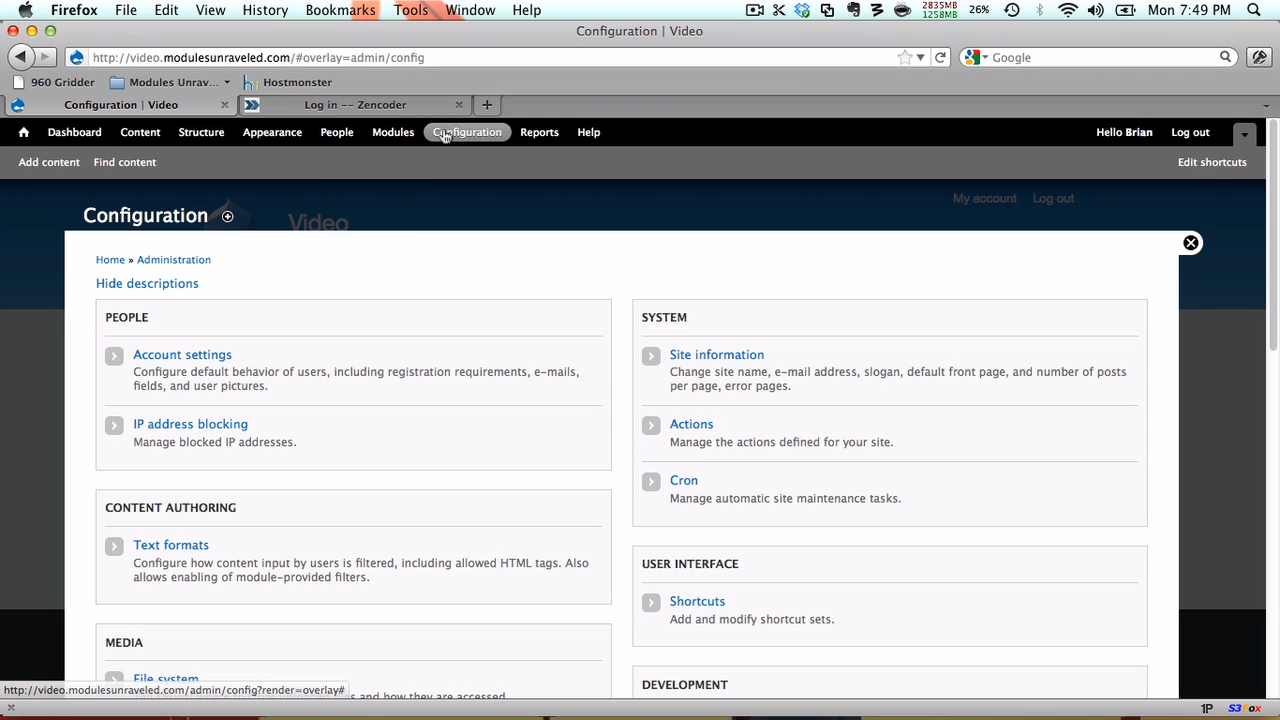 Firefox File Edit View History Bookmarks Tools Window Help 2835MB 1258MB 26% Mon 7:49 PM
Configuration | Video
http://video.modulesunraveled.com/#overlay=admin/config Google
960 Gridder Modules Unrav... Hostmonster
Configuration | Video Log in -- Zencoder
Dashboard Content Structure Appearance People Modules Configuration Reports Help Hello Brian Log out
Add content Find content Edit shortcuts
My account Log out
Configuration Video
Home » Administration
Hide descriptions
PEOPLE
Account settings
Configure default behavior of users, including registration requirements, e-mails,
fields, and user pictures.
IP address blocking
Manage blocked IP addresses.
CONTENT AUTHORING
Text formats
Configure how content input by users is filtered, including allowed HTML tags. Also
allows enabling of module-provided filters.
MEDIA
File system
s and how they are accessed.
SYSTEM
Site information
Change site name, e-mail address, slogan, default front page, and number of posts
per page, error pages.
Actions
Manage the actions defined for your site.
Cron
Manage automatic site maintenance tasks.
USER INTERFACE
Shortcuts
Add and modify shortcut sets.
DEVELOPMENT
http://video.modulesunraveled.com/admin/config?render=overlay#
1P S3Fox